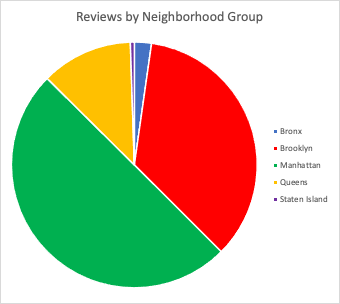 Reviews by Neighborhood Group
Bronx
Brooklyn
Manhattan
Queens
Staten Island